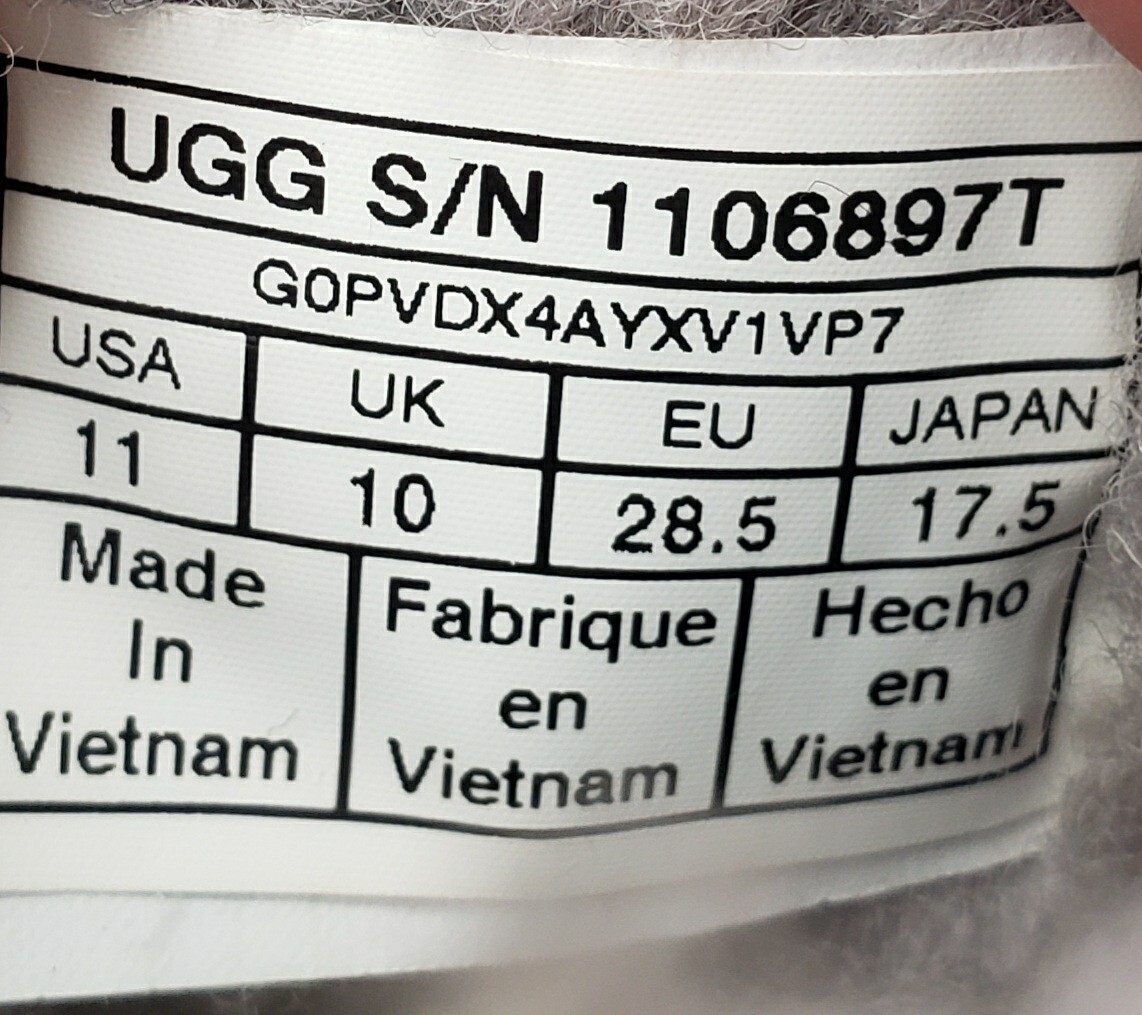 UGG S/N 1106897T
G0PVDX4AYXV1VP7
USA UK EU JAPAN
11 10 28.5 17.5
Made Fabrique Hecho
In en en
Vietnam Vietnam Vietnam